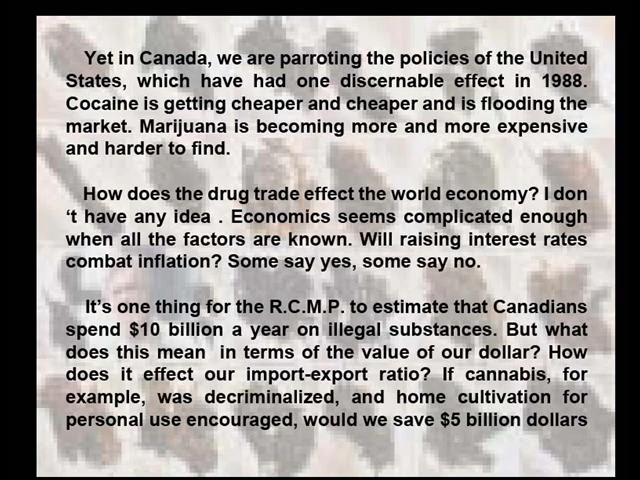 Yet in Canada, we are parroting the policies of the United
States, which have had one discernable effect in 1988.
Cocaine is getting cheaper and cheaper and is flooding the
market. Marijuana is becoming more and more expensive
and harder to find.
How does the drug trade effect the world economy? I don
‘t have any idea . Economics seems complicated enough
when all the factors are known. Will raising interest rates
combat inflation? Some say yes, some say no.
It’s one thing for the R.C.M.P. to estimate that Canadians
spend $10 billion a year on illegal substances. But what
does this mean in terms of the value of our dollar? How
does it effect our import-export ratio? If cannabis, for
example, was decriminalized, and home cultivation for
personal use encouraged, would we save $5 billion dollars